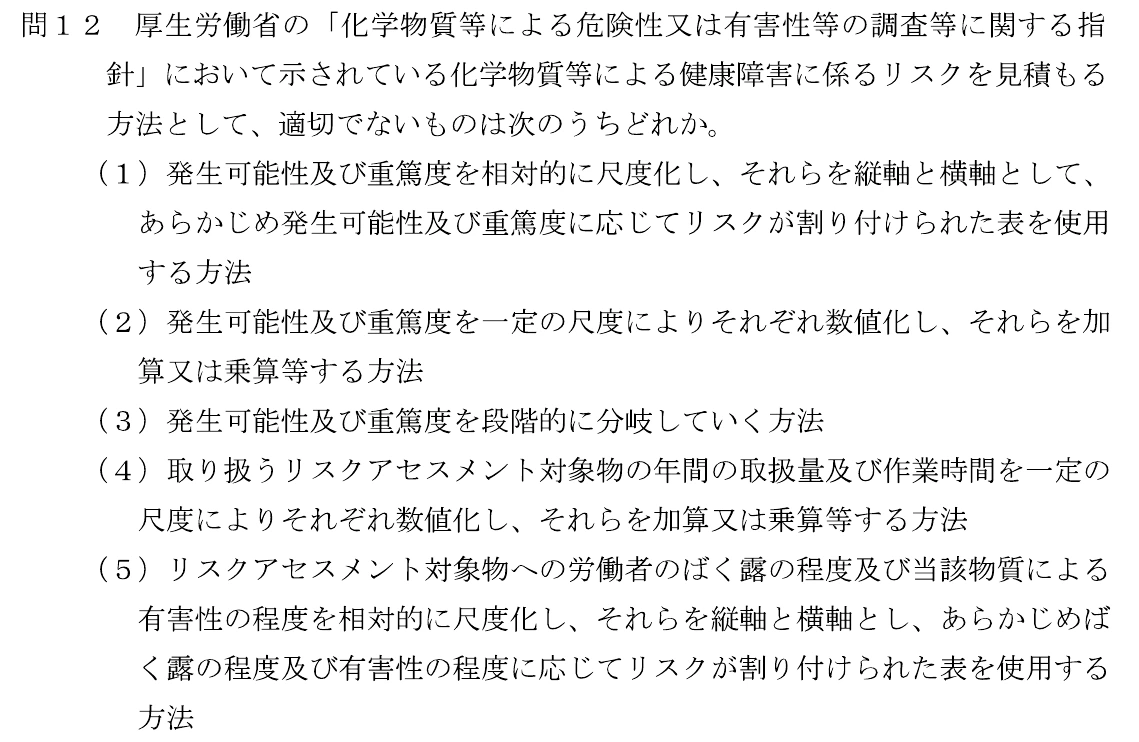 問１２　厚生労働省の「化学物質等による危険性又は有害性等の調査等に関する指
針」において示されている化学物質等による健康障害に係るリスクを見積もる
方法として、適切でないものは次のうちどれか。
（１）発生可能性及び重篤度を相対的に尺度化し、それらを縦軸と横軸として、
あらかじめ発生可能性及び重篤度に応じてリスクが割り付けられた表を使用
する方法
（２）発生可能性及び重篤度を一定の尺度によりそれぞれ数値化し、それらを加
算又は乗算等する方法
（３）発生可能性及び重篤度を段階的に分岐していく方法
（４）取り扱うリスクアセスメント対象物の年間の取扱量及び作業時間を一定の
尺度によりそれぞれ数値化し、それらを加算又は乗算等する方法
（５）リスクアセスメント対象物への労働者のばく露の程度及び当該物質による
有害性の程度を相対的に尺度化し、それらを縦軸と横軸とし、あらかじめば
く露の程度及び有害性の程度に応じてリスクが割り付けられた表を使用する
方法